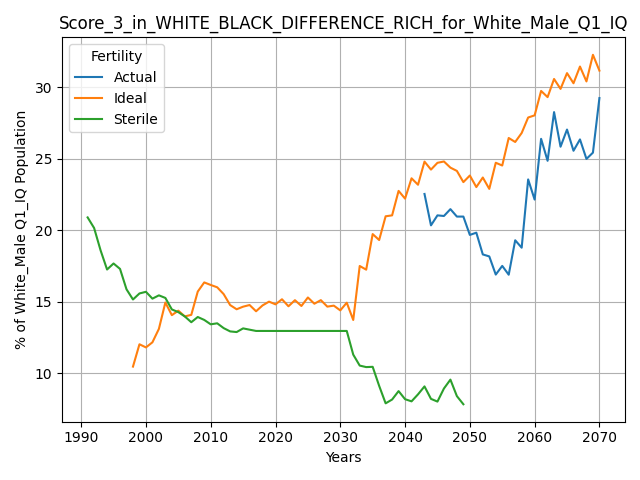 Score_3_in_WHITE_BLACK_DIFFERENCE_RICH_for_White_Male_Q1_IQ
Fertility
Actual
Ideal
Sterile
% of White_Male Q1_IQ Population
30
25
20
15
10
1990 2000 2010 2020 2030 2040 2050 2060 2070
Years